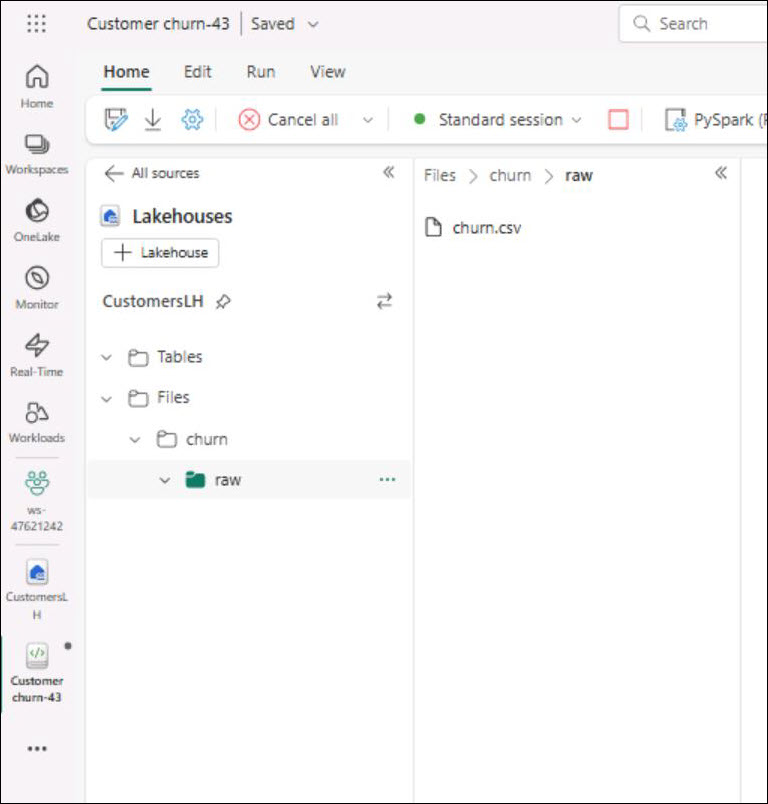 Customer churn-43 | Saved
Search
Home Edit Run View
Cancel all
Standard session
PySpark (
Home
Workspaces
OneLake
Monitor
Real-Time
Workloads
ws-
47621242
CustomersL
H
Customer
churn-43
All sources
Lakehouses
+ Lakehouse
CustomersLH
Tables
Files
churn
raw
Files > churn > raw
churn.csv